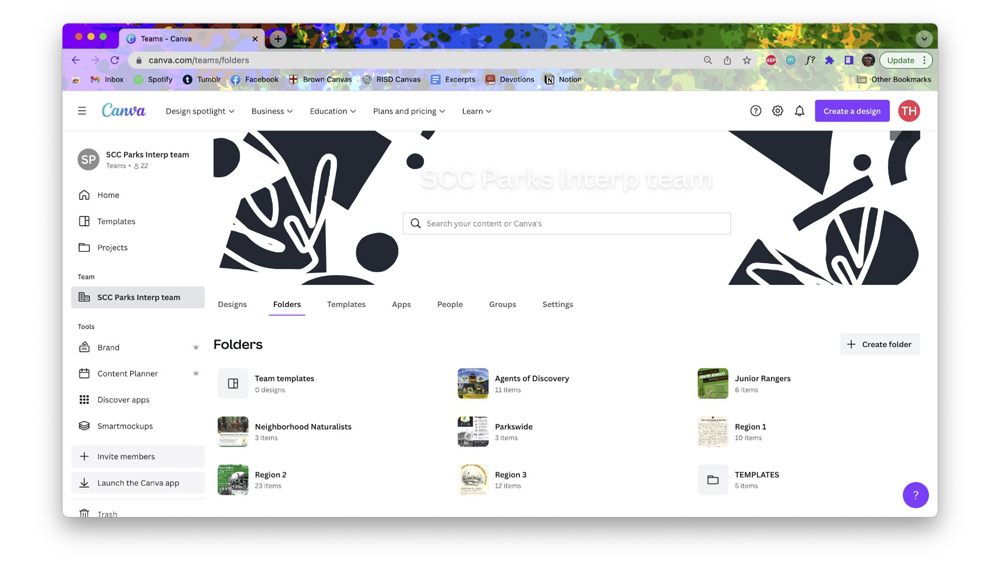 Teams - Canva
canva.com/teams/folders
Update
Inbox Spotify Tumblr Facebook Brown Canvas RISD Canvas Excerpts Devotions Notion Other Bookmarks
Canva Design spotlight Business Education Plans and pricing Learn Create a design TH
SP SCC Parks Interp team
Teams • 22
Home
Templates
Projects
Team
SCC Parks Interp team
Tools
Brand
Content Planner
Discover apps
Smartmockups
Invite members
Launch the Canva app
Trash
SCC Parks Interp team
Search your content or Canva's
Designs Folders Templates Apps People Groups Settings
Folders
Create folder
Team templates
0 designs
Agents of Discovery
11 items
Junior Rangers
6 items
Neighborhood Naturalists
3 items
Parkswide
3 items
Region 1
10 items
Region 2
23 items
Region 3
12 items
TEMPLATES
5 items
?